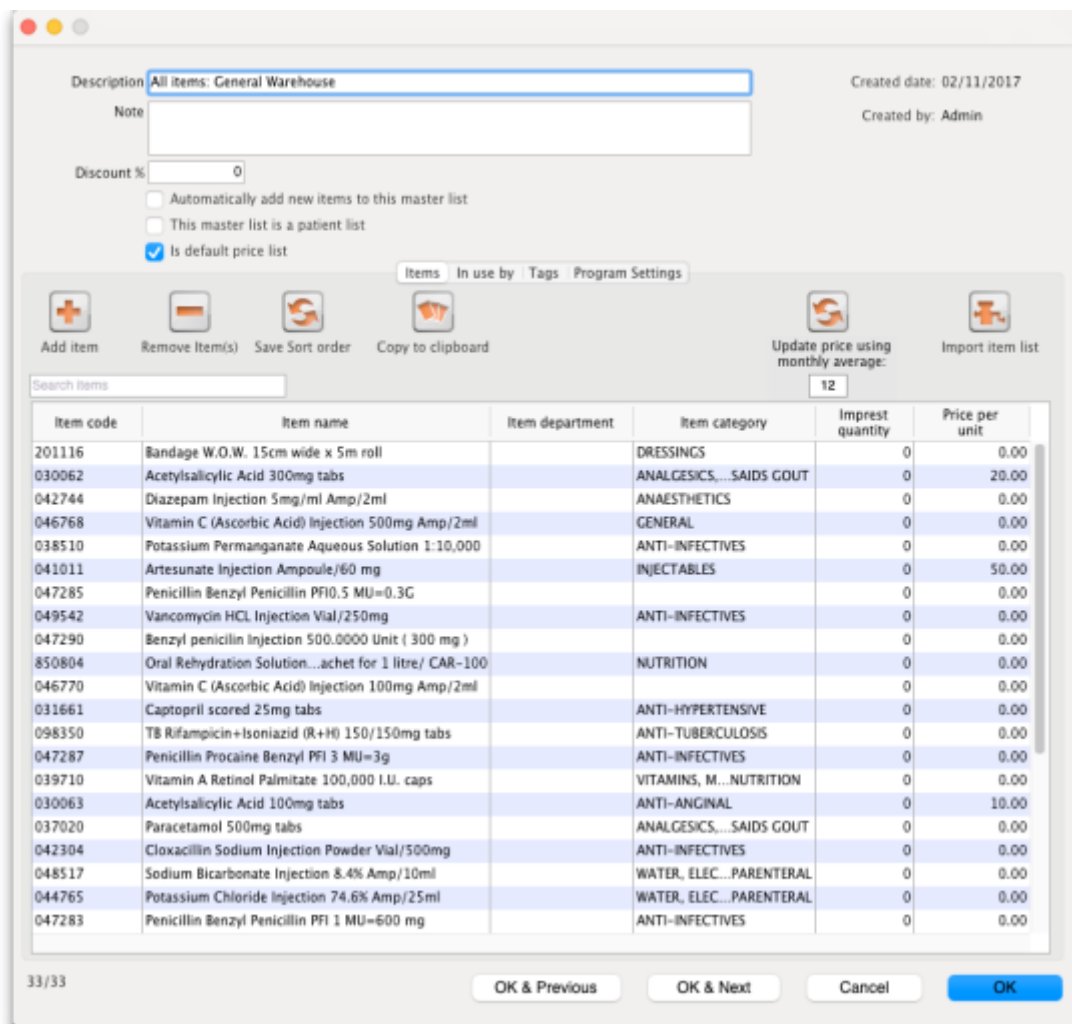 Description All items: General Warehouse Created date: 02/11/2017
Note Created by: Admin
Discount % 0
Automatically add new items to this master list
This master list is a patient list
Is default price list
Items In use by Tags Program Settings
Add item Remove Item(s) Save Sort order Copy to clipboard Update price using monthly average: Import item list
Search items 12
Item code Item name Item department Item category Imprest quantity Price per unit
201116 Bandage W.O.W. 15cm wide x 5m roll DRESSINGS 0 0.00
030062 Acetylsalicylic Acid 300mg tabs ANALGESICS,...SAIDS GOUT 0 20.00
042744 Diazepam Injection 5mg/ml Amp/2ml ANAESTHETICS 0 0.00
046768 Vitamin C (Ascorbic Acid) Injection 500mg Amp/2ml GENERAL 0 0.00
038510 Potassium Permanganate Aqueous Solution 1:10,000 ANTI-INFECTIVES 0 0.00
041011 Artesunate Injection Ampoule/60 mg INJECTABLES 0 50.00
047285 Penicillin Benzyl Penicillin PFI0.5 MU=0.3G 0 0.00
049542 Vancomycin HCL Injection Vial/250mg ANTI-INFECTIVES 0 0.00
047290 Benzyl penicilin Injection 500.0000 Unit ( 300 mg ) 0 0.00
850804 Oral Rehydration Solution...achet for 1 litre/ CAR-100 NUTRITION 0 0.00
046770 Vitamin C (Ascorbic Acid) Injection 100mg Amp/2ml 0 0.00
031661 Captopril scored 25mg tabs ANTI-HYPERTENSIVE 0 0.00
098350 TB Rifampicin+Isoniazid (R+H) 150/150mg tabs ANTI-TUBERCULOSIS 0 0.00
047287 Penicillin Procaine Benzyl PFI 3 MU=3g ANTI-INFECTIVES 0 0.00
039710 Vitamin A Retinol Palmitate 100,000 I.U. caps VITAMINS, M...NUTRITION 0 0.00
030063 Acetylsalicylic Acid 100mg tabs ANTI-ANGINAL 0 10.00
037020 Paracetamol 500mg tabs ANALGESICS,...SAIDS GOUT 0 0.00
042304 Cloxacillin Sodium Injection Powder Vial/500mg ANTI-INFECTIVES 0 0.00
048517 Sodium Bicarbonate Injection 8.4% Amp/10ml WATER, ELEC...PARENTERAL 0 0.00
044765 Potassium Chloride Injection 74.6% Amp/25ml WATER, ELEC...PARENTERAL 0 0.00
047283 Penicillin Benzyl Penicillin PFI 1 MU=600 mg ANTI-INFECTIVES 0 0.00
33/33 OK & Previous OK & Next Cancel OK